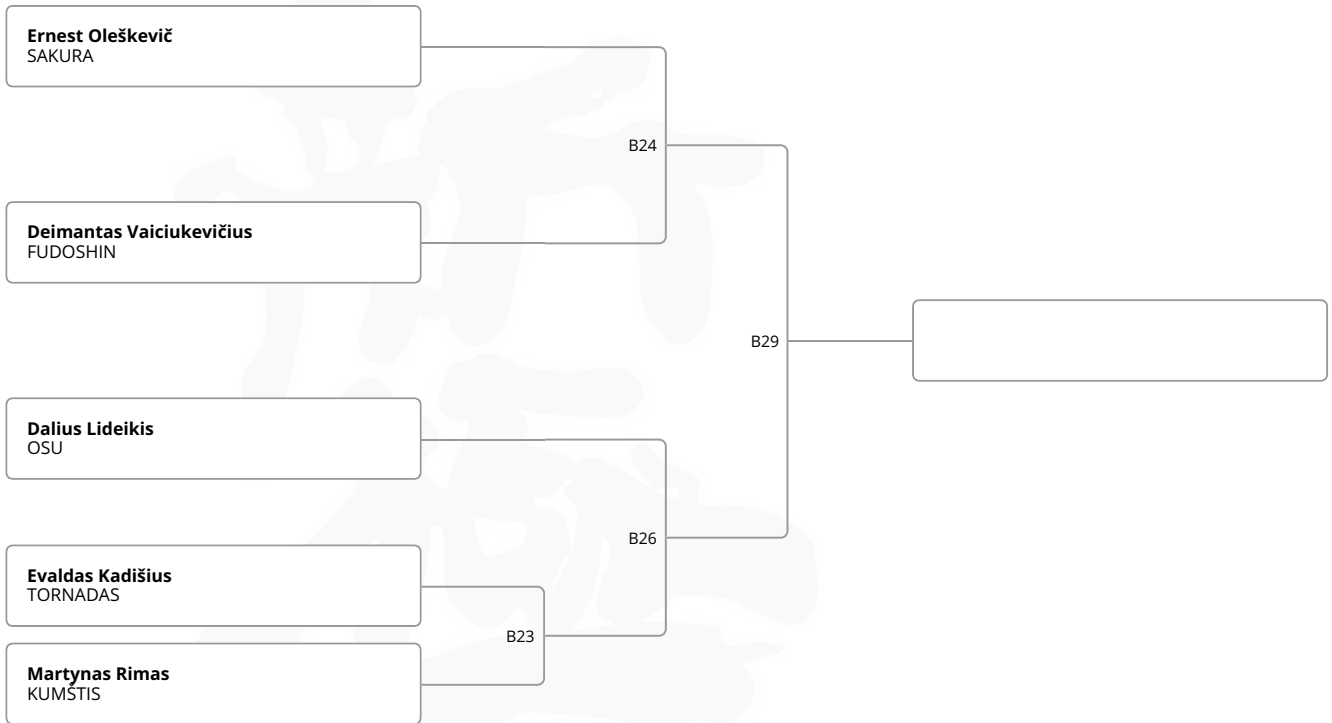 Ernest Oleškevič
SAKURA
B24
Deimantas Vaiciukevičius
FUDOSHIN
B29
Dalius Lideikis
OSU
B26
Evaldas Kadišius
TORNADAS
B23
Martynas Rimas
KUMŠTIS